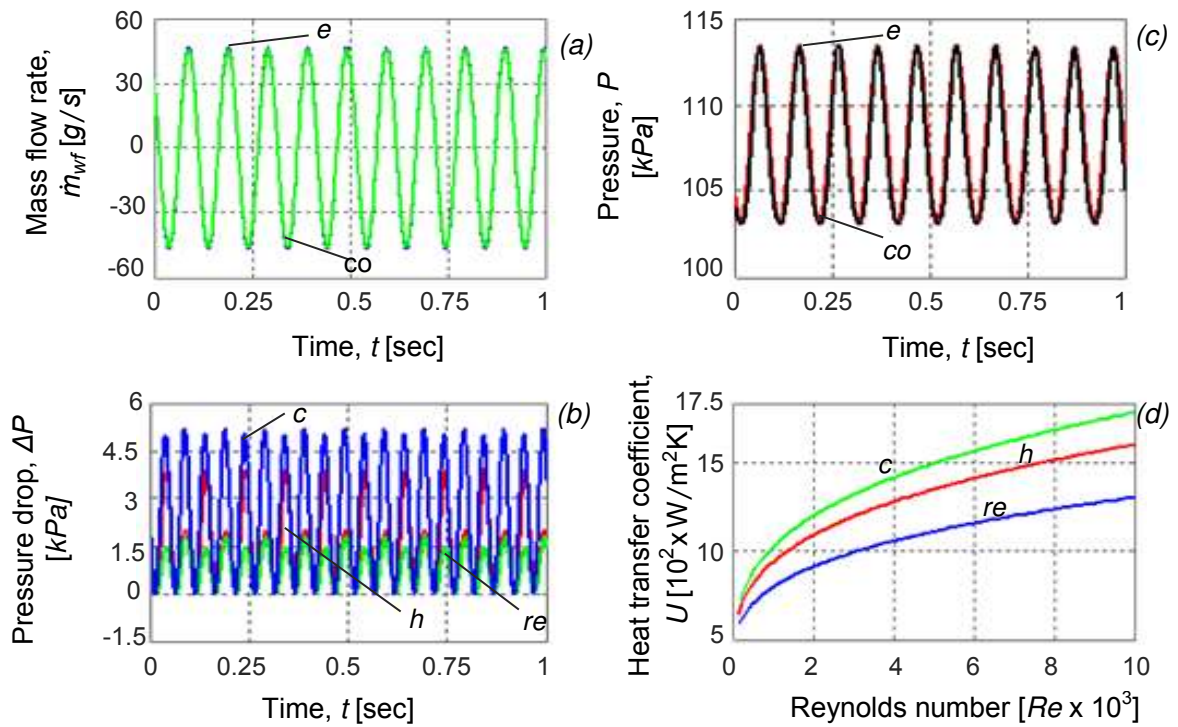 Mass flow rate,
ṁwf [g/s]
60
30
0
-30
-60
e
co
(a)
0 0.25 0.5 0.75 1
Time, t [sec]
Pressure, P
[kPa]
115
110
105
100
e
co
(c)
0 0.25 0.5 0.75 1
Time, t [sec]
Pressure drop, ΔP
[kPa]
6
4.5
3
1.5
0
-1.5
c
h
re
(b)
0 0.25 0.5 0.75 1
Time, t [sec]
Heat transfer coefficient,
U [10² x W/m²K]
17.5
15
10
5
c
h
re
(d)
0 2 4 6 8 10
Reynolds number [Re x 10³]